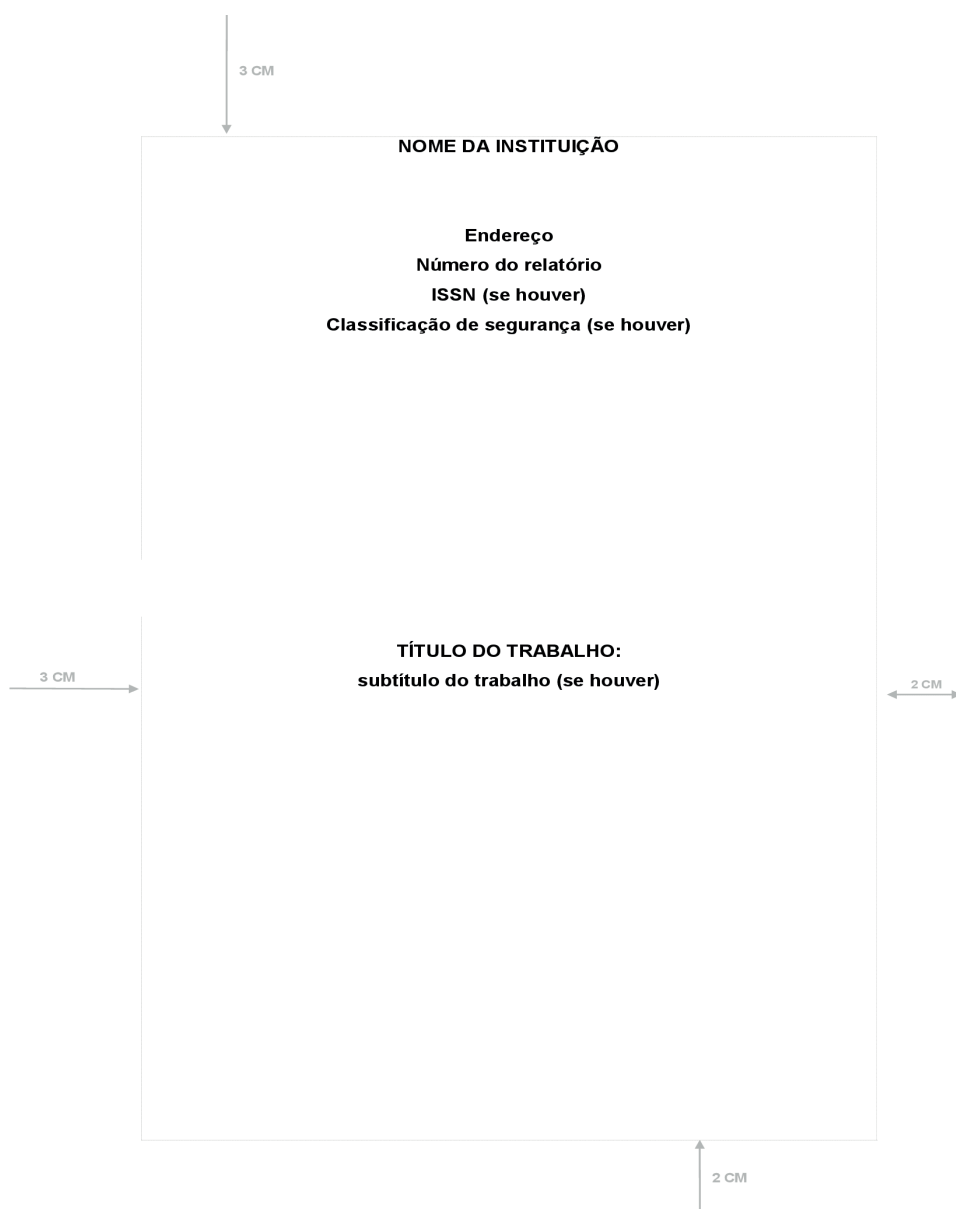 3 CM
NOME DA INSTITUIÇÃO
Endereço
Número do relatório
ISSN (se houver)
Classificação de segurança (se houver)
TÍTULO DO TRABALHO:
subtítulo do trabalho (se houver)
3 CM
2 CM
2 CM